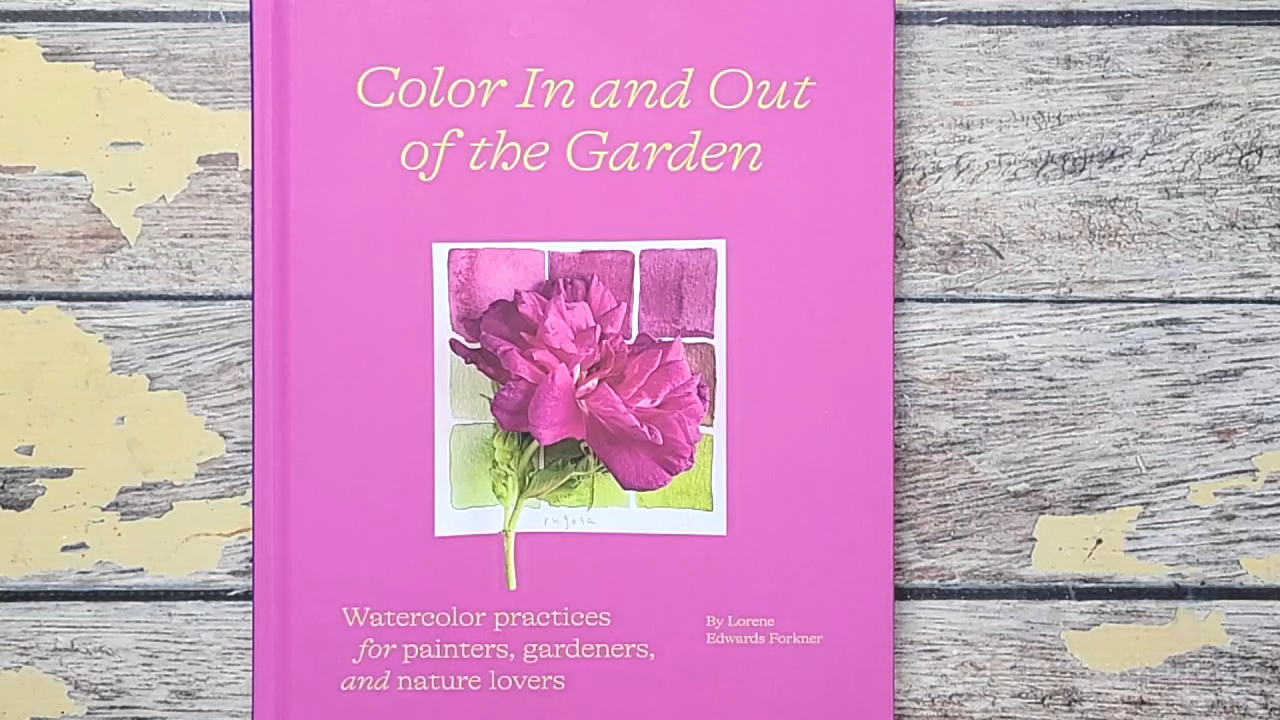 Color In and Out
of the Garden
rugosa
Watercolor practices
for painters, gardeners,
and nature lovers
By Lorene
Edwards Forkner